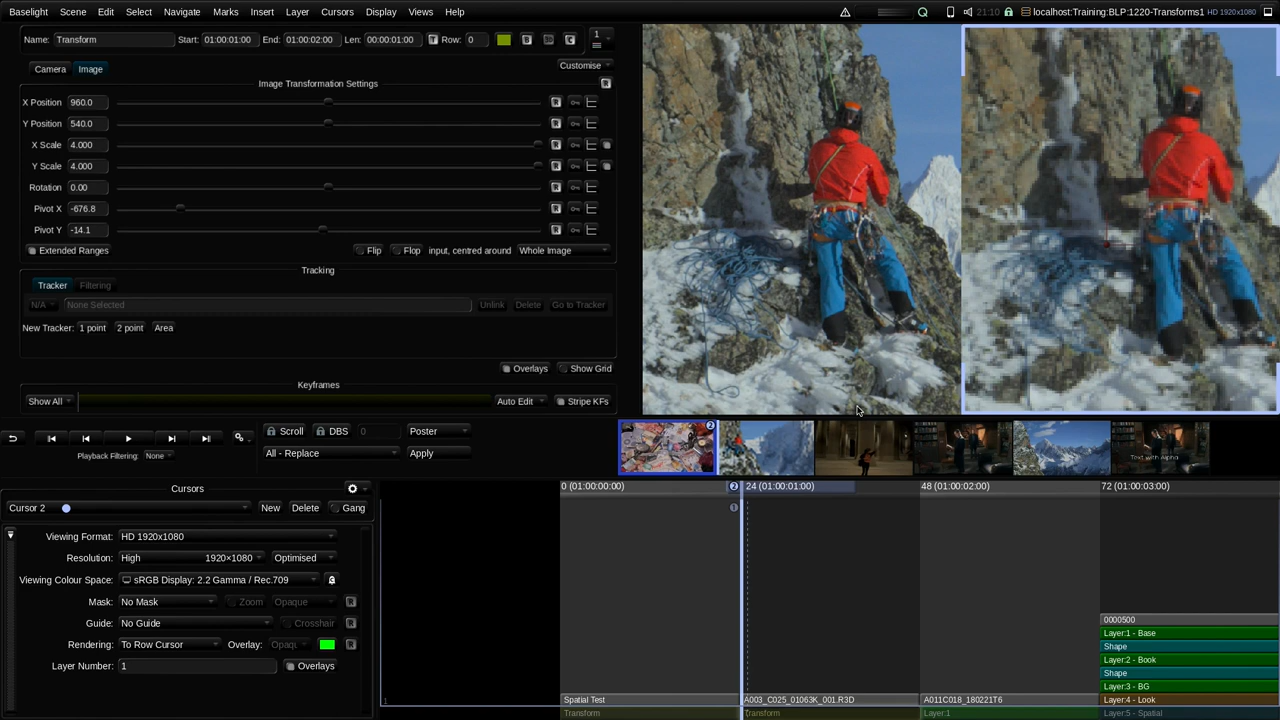 Baselight Scene Edit Select Navigate Marks Insert Layer Cursors Display Views Help 21:10 localhost:Training:BLP:1220-Transforms1 HD 1920x1080
Name: Transform Start: 01:00:01:00 End: 01:00:02:00 Len: 00:00:01:00 Row: 0 1
Camera Image Customise
Image Transformation Settings
X Position 960.0
Y Position 540.0
X Scale 4.000
Y Scale 4.000
Rotation 0.00
Pivot X -676.8
Pivot Y -14.1
Extended Ranges Flip Flop input, centred around Whole Image
Tracking
Tracker Filtering
N/A None Selected Unlink Delete Go to Tracker
New Tracker: 1 point 2 point Area
Overlays Show Grid
Keyframes
Show All Auto Edit Stripe KFs
Scroll DBS 0 Poster
Playback Filtering: None All - Replace Apply
2
Text with Alpha
Cursors
Cursor 2 New Delete Gang
Viewing Format: HD 1920x1080
Resolution: High 1920×1080 Optimised
Viewing Colour Space: sRGB Display: 2.2 Gamma / Rec.709
Mask: No Mask Zoom Opaque
Guide: No Guide Crosshair
Rendering: To Row Cursor Overlay: Opaq
Layer Number: 1 Overlays
0 (01:00:00:00) 2 24 (01:00:01:00) 48 (01:00:02:00) 72 (01:00:03:00)
1
0000500
Layer:1 - Base
Shape
Layer:2 - Book
Shape
Layer:3 - BG
1 Spatial Test A003_C025_01063K_001.R3D A011C018_180221T6 Layer:4 - Look
Transform Transform Layer:1 Layer:5 - Spatial